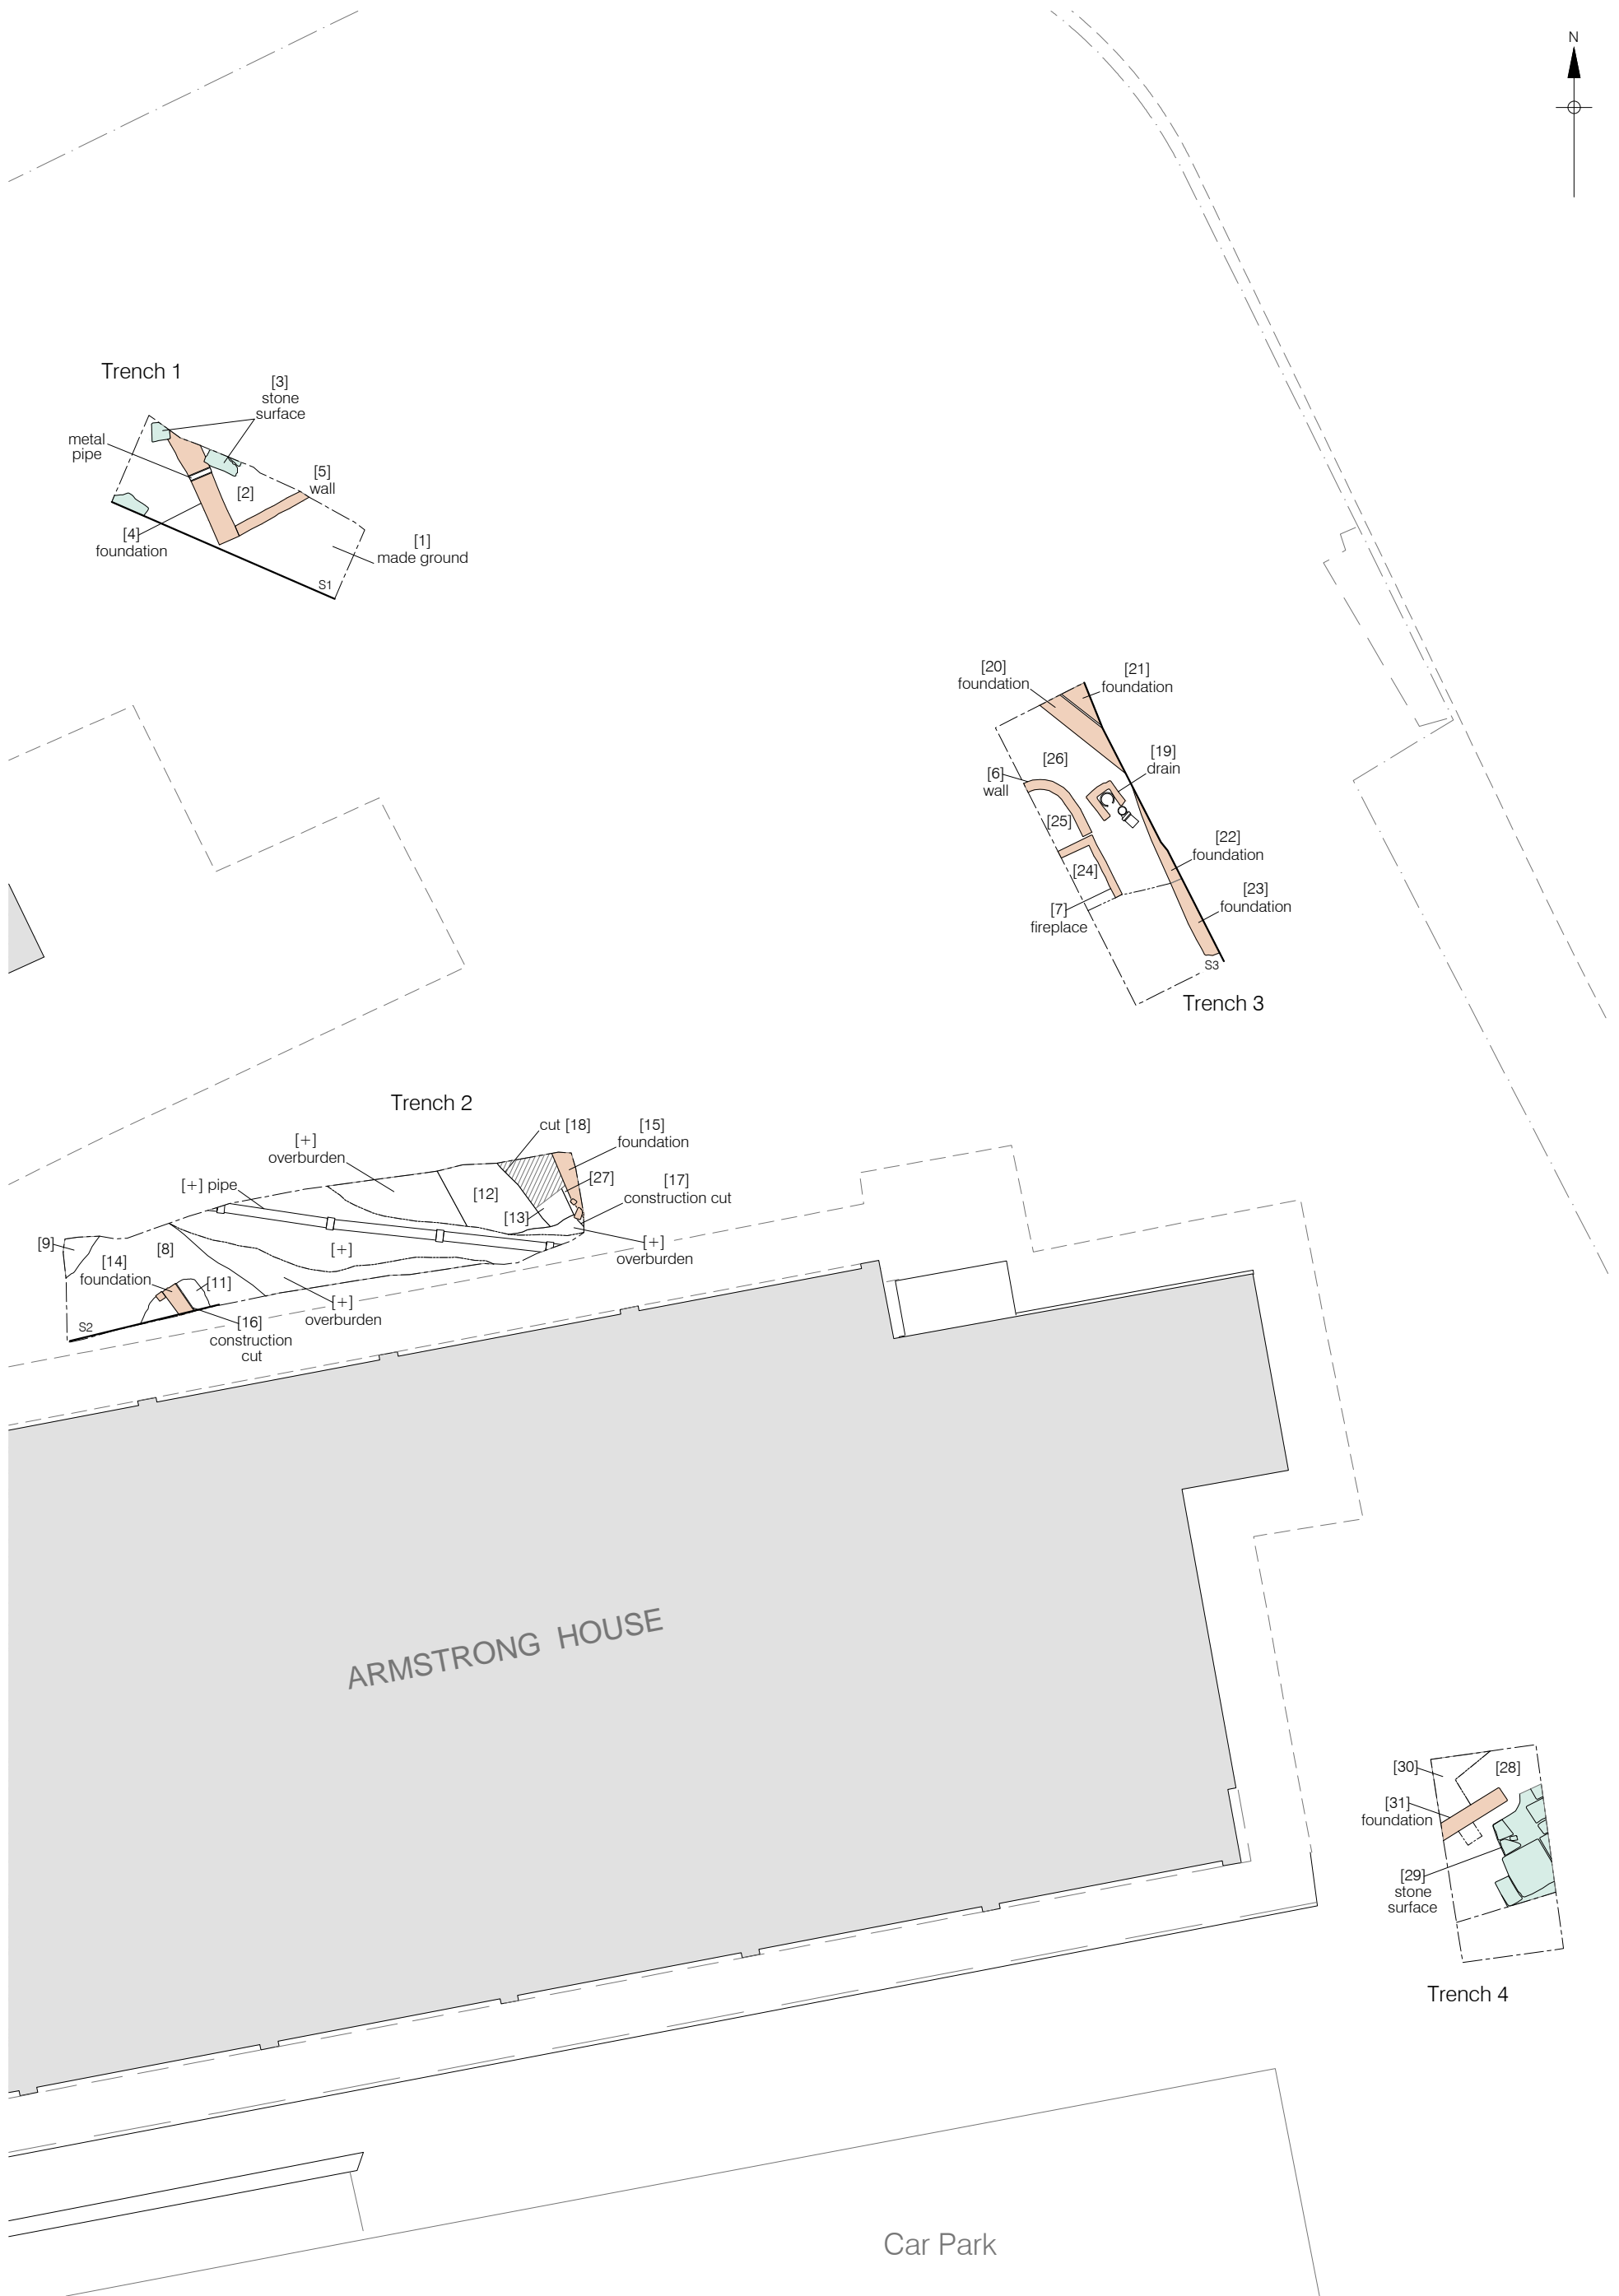 N
Trench 1
[3]
stone
surface
metal
pipe
[5]
wall
[2]
[4]
foundation
[1]
made ground
S1
[20]
foundation
[21]
foundation
[19]
drain
[26]
[6]
wall
[25]
[22]
foundation
[24]
[23]
foundation
[7]
fireplace
S3
Trench 3
Trench 2
cut [18]
[15]
foundation
[+]
overburden
[27]
[+] pipe
[12]
[17]
construction cut
[13]
[9]
[8]
[+]
[+]
overburden
[14]
foundation
[11]
[+]
overburden
S2
[16]
construction
cut
ARMSTRONG HOUSE
[30]
[28]
[31]
foundation
[29]
stone
surface
Trench 4
Car Park